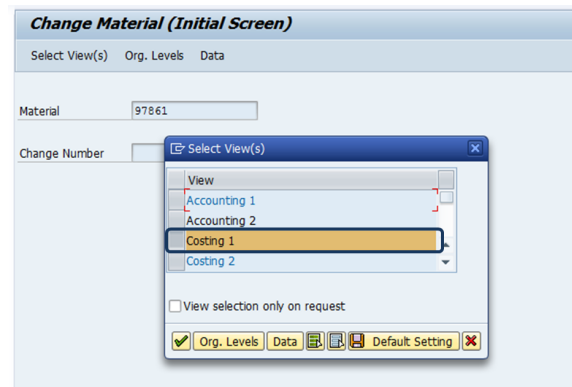 Change Material (Initial Screen)
Select View(s) Org. Levels Data
Material 97861
Change Number
Select View(s)
View
Accounting 1
Accounting 2
Costing 1
Costing 2
View selection only on request
Org. Levels Data Default Setting